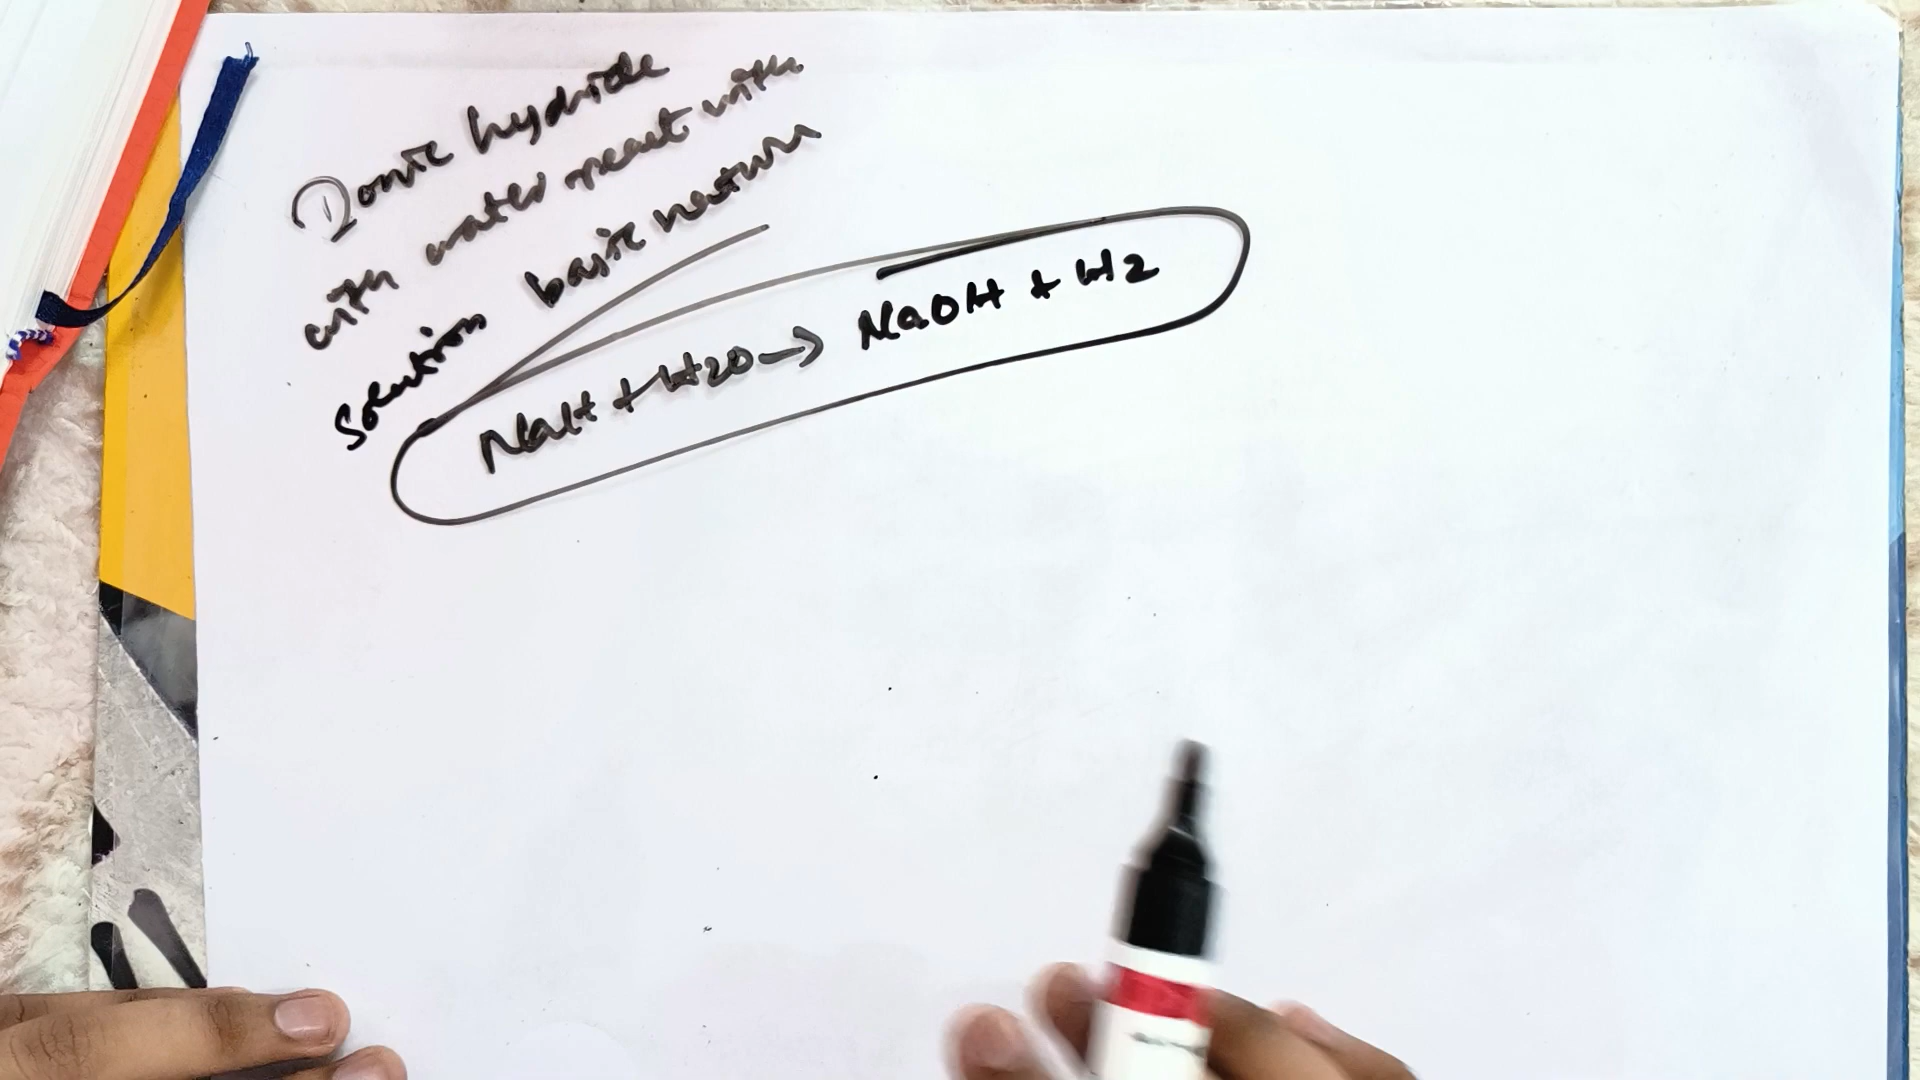 Ionic hydride
with water react with
solution basic nature
NaH + H2O → NaOH + H2